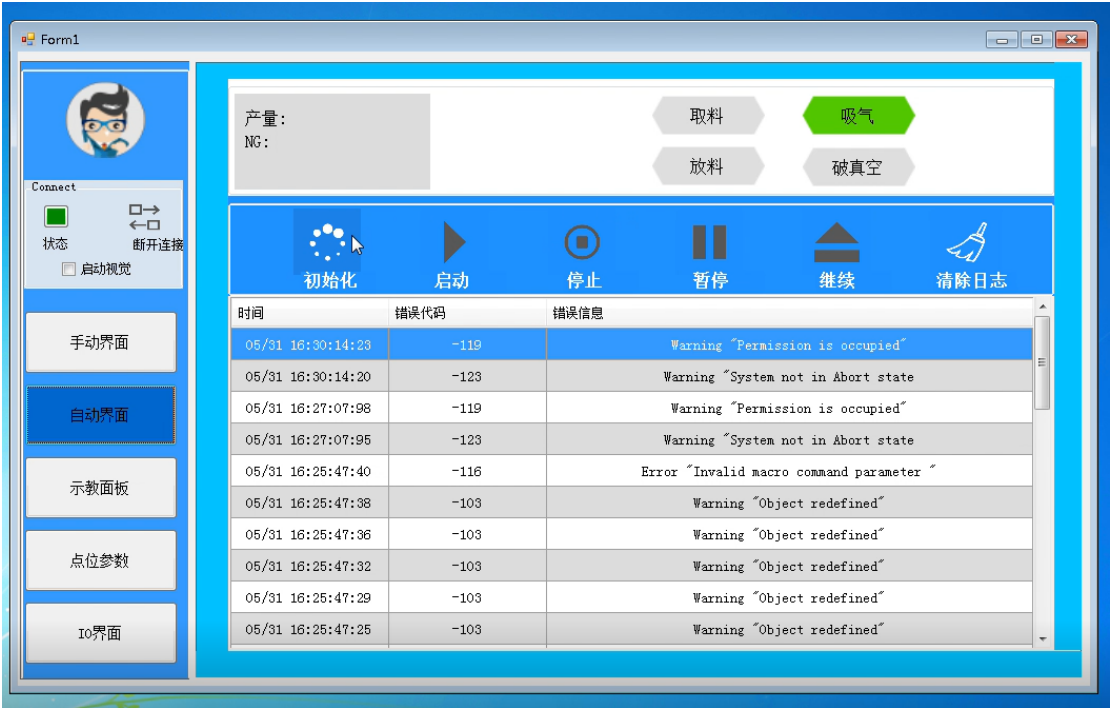 Form1
Connect
状态
断开连接
启动视觉
手动界面
自动界面
示教面板
点位参数
IO界面
产量:
NG:
取料
吸气
放料
破真空
初始化
启动
停止
暂停
继续
清除日志
时间 错误代码 错误信息
05/31 16:30:14:23 -119 Warning "Permission is occupied"
05/31 16:30:14:20 -123 Warning "System not in Abort state
05/31 16:27:07:98 -119 Warning "Permission is occupied"
05/31 16:27:07:95 -123 Warning "System not in Abort state
05/31 16:25:47:40 -116 Error "Invalid macro command parameter "
05/31 16:25:47:38 -103 Warning "Object redefined"
05/31 16:25:47:36 -103 Warning "Object redefined"
05/31 16:25:47:32 -103 Warning "Object redefined"
05/31 16:25:47:29 -103 Warning "Object redefined"
05/31 16:25:47:25 -103 Warning "Object redefined"